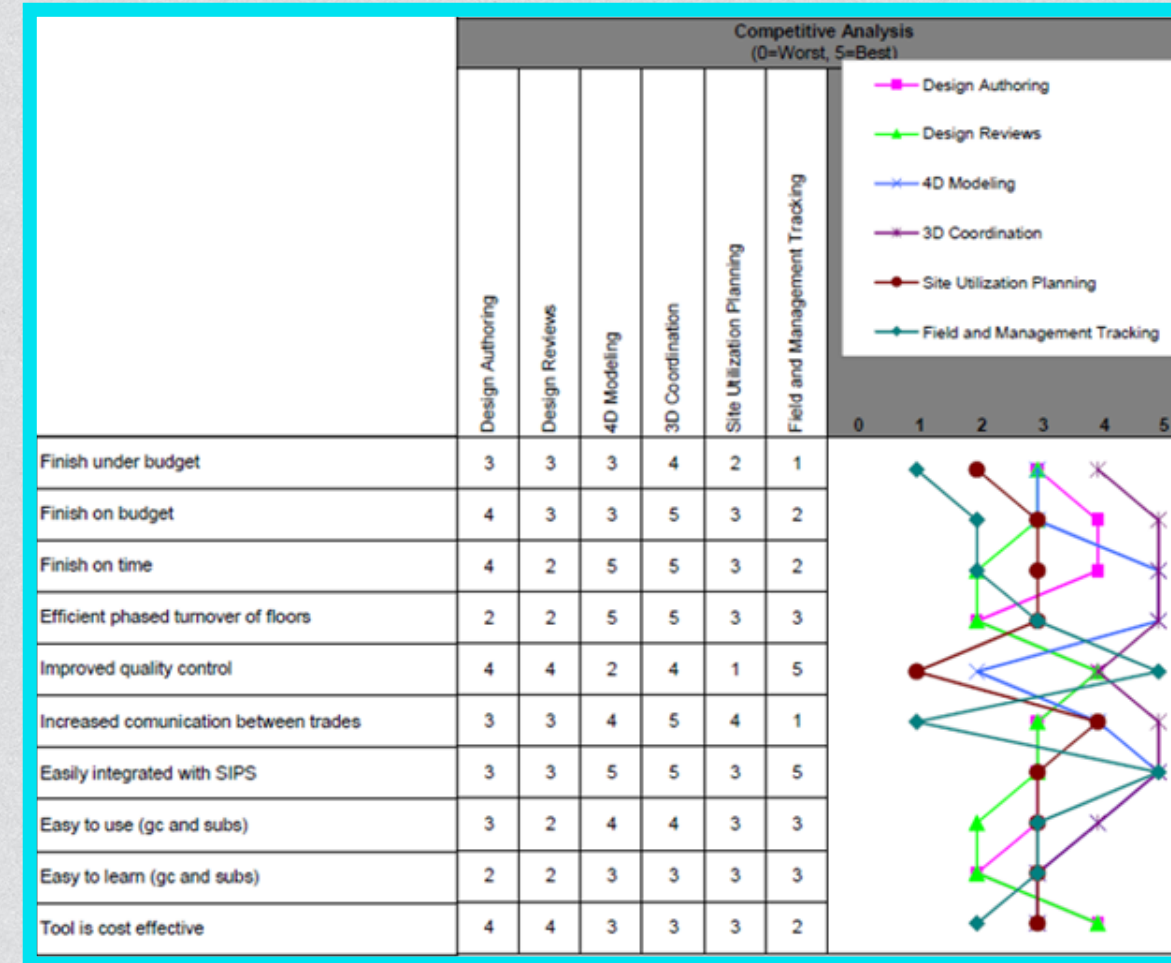 Competitive Analysis
(0=Worst, 5=Best)
Design Authoring
Design Reviews
4D Modeling
3D Coordination
Site Utilization Planning
Field and Management Tracking
Design Authoring
Design Reviews
4D Modeling
3D Coordination
Site Utilization Planning
Field and Management Tracking
0 1 2 3 4 5
Finish under budget 3 3 3 4 2 1
Finish on budget 4 3 3 5 3 2
Finish on time 4 2 5 5 3 2
Efficient phased turnover of floors 2 2 5 5 3 3
Improved quality control 4 4 2 4 1 5
Increased comunication between trades 3 3 4 5 4 1
Easily integrated with SIPS 3 3 5 5 3 5
Easy to use (gc and subs) 3 2 4 4 3 3
Easy to learn (gc and subs) 2 2 3 3 3 3
Tool is cost effective 4 4 3 3 3 2